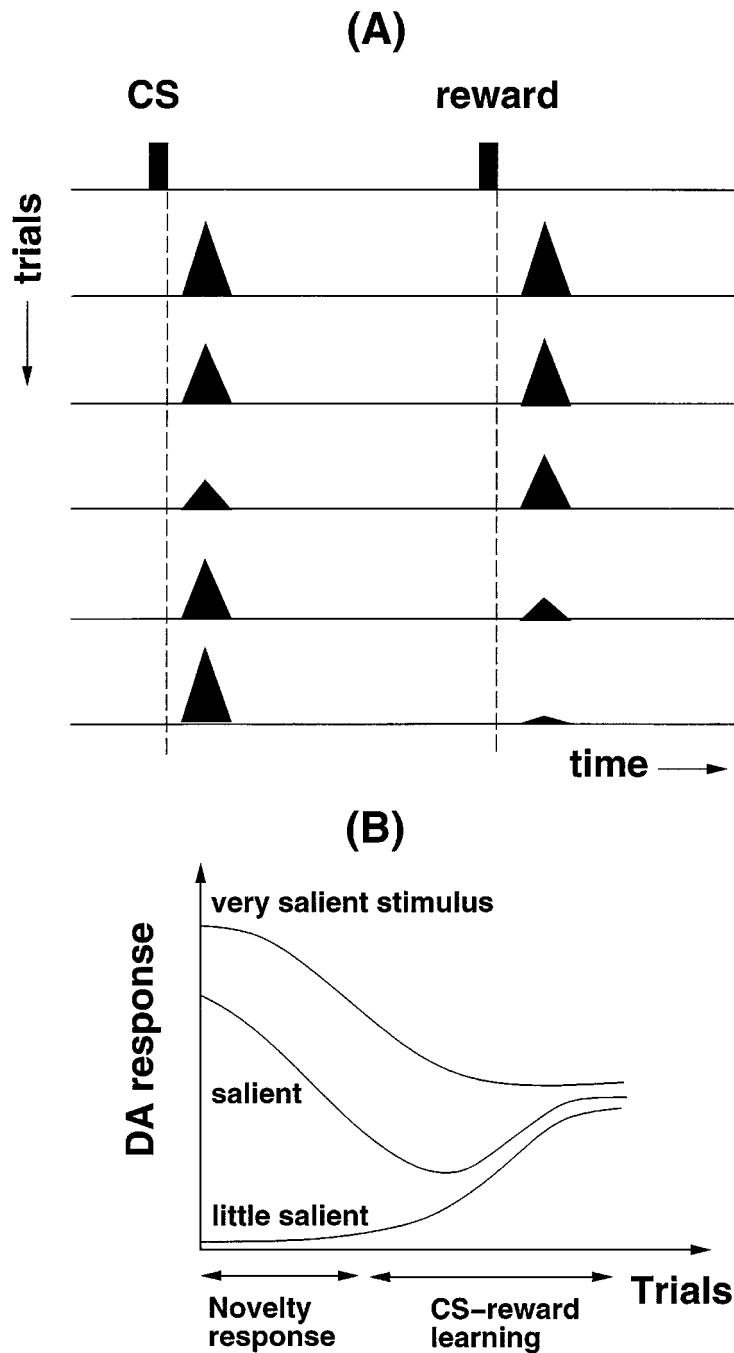 (A)
CS reward
trials
time
(B)
DA response
very salient stimulus
salient
little salient
Trials
Novelty
response
CS–reward
learning